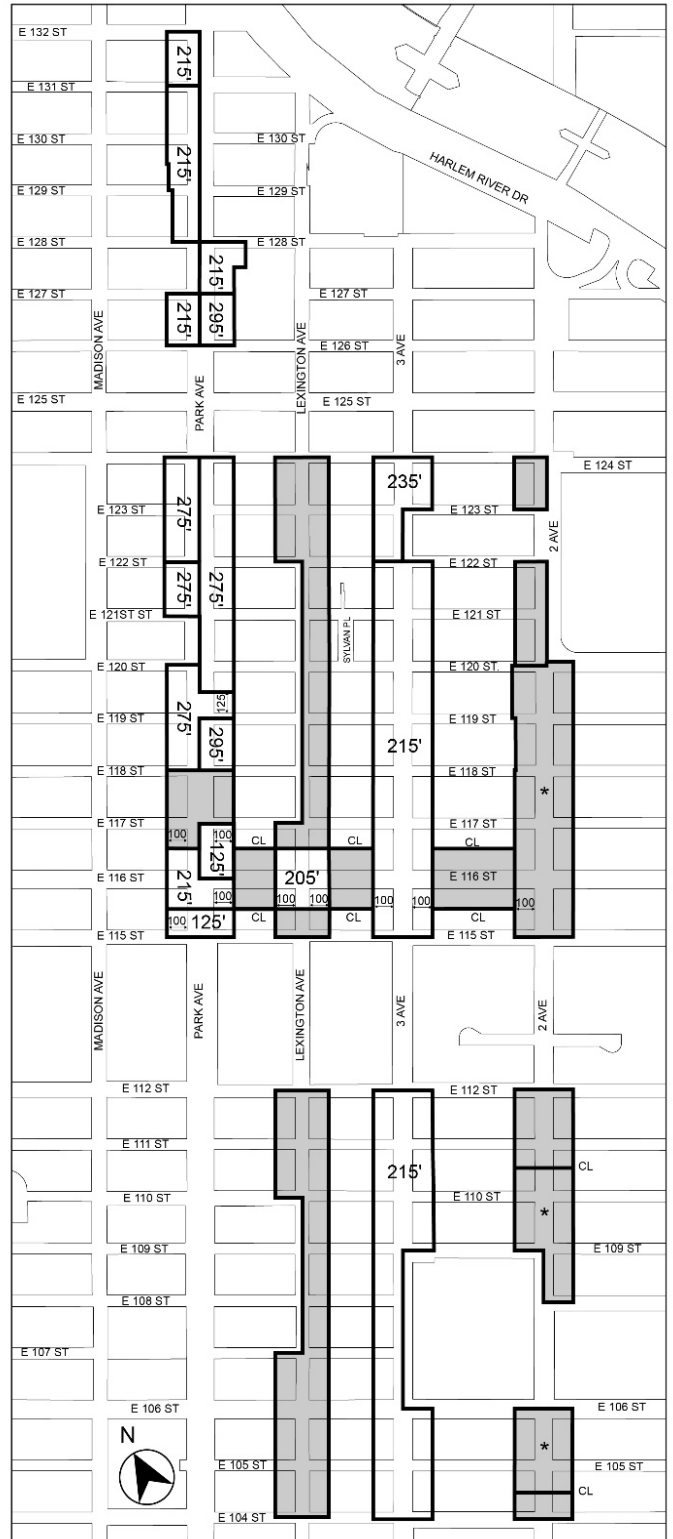 E 132 ST
215'
E 131 ST
E 130 ST
215'
E 130 ST
HARLEM RIVER DR
E 129 ST
E 129 ST
E 128 ST
E 128 ST
215'
E 127 ST
E 127 ST
215'
295'
MADISON AVE
E 126 ST
3 AVE
LEXINGTON AVE
PARK AVE
E 125 ST
E 125 ST
E 124 ST
235'
275'
E 123 ST
E 123 ST
2 AVE
E 122 ST
E 122 ST
275'
275'
E 121ST ST
E 121 ST
SYLVAN PL
E 120 ST
E 120 ST.
275'
125'
E 119 ST
E 119 ST
295'
215'
E 118 ST
E 118 ST
*
E 117 ST
E 117 ST
100
100
CL
CL
CL
125'
E 116 ST
205'
E 116 ST
215'
100
100
100
100
100
100
100
125'
CL
CL
CL
E 115 ST
E 115 ST
MADISON AVE
PARK AVE
LEXINGTON AVE
3 AVE
2 AVE
E 112 ST
E 112 ST
E 111 ST
215'
CL
E 110 ST
E 110 ST
*
E 109 ST
E 109 ST
E 108 ST
E 107 ST
E 106 ST
E 106 ST
N
*
E 105 ST
E 105 ST
CL
E 104 ST